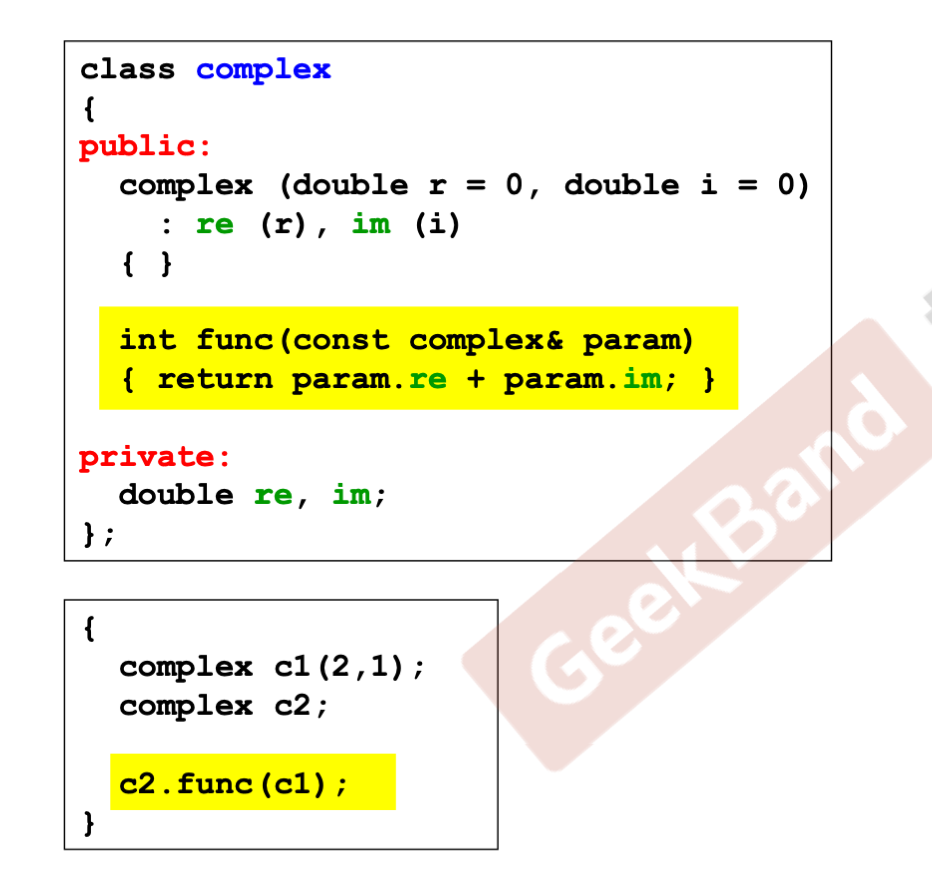 class complex
{
public:
  complex (double r = 0, double i = 0)
    : re (r), im (i)
  { }
  int func(const complex& param)
  { return param.re + param.im; }
private:
  double re, im;
};
{
  complex c1(2,1);
  complex c2;
  c2.func(c1);
}
GeekBand